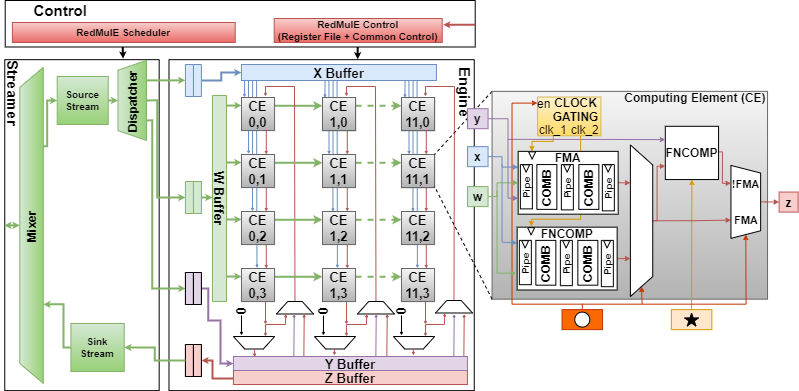 Control
RedMulE Scheduler
RedMulE Control
(Register File + Common Control)
Streamer
Mixer
Source
Stream
Dispatcher
Sink
Stream
Engine
X Buffer
W Buffer
CE
0,0
CE
1,0
CE
11,0
CE
0,1
CE
1,1
CE
11,1
CE
0,2
CE
1,2
CE
11,2
CE
0,3
CE
1,3
CE
11,3
0
0
0
Y Buffer
Z Buffer
Computing Element (CE)
y
x
w
en CLOCK
GATING
clk_1 clk_2
FMA
Pipe
COMB
Pipe
COMB
Pipe
FNCOMP
Pipe
COMB
Pipe
COMB
Pipe
FNCOMP
!FMA
FMA
z